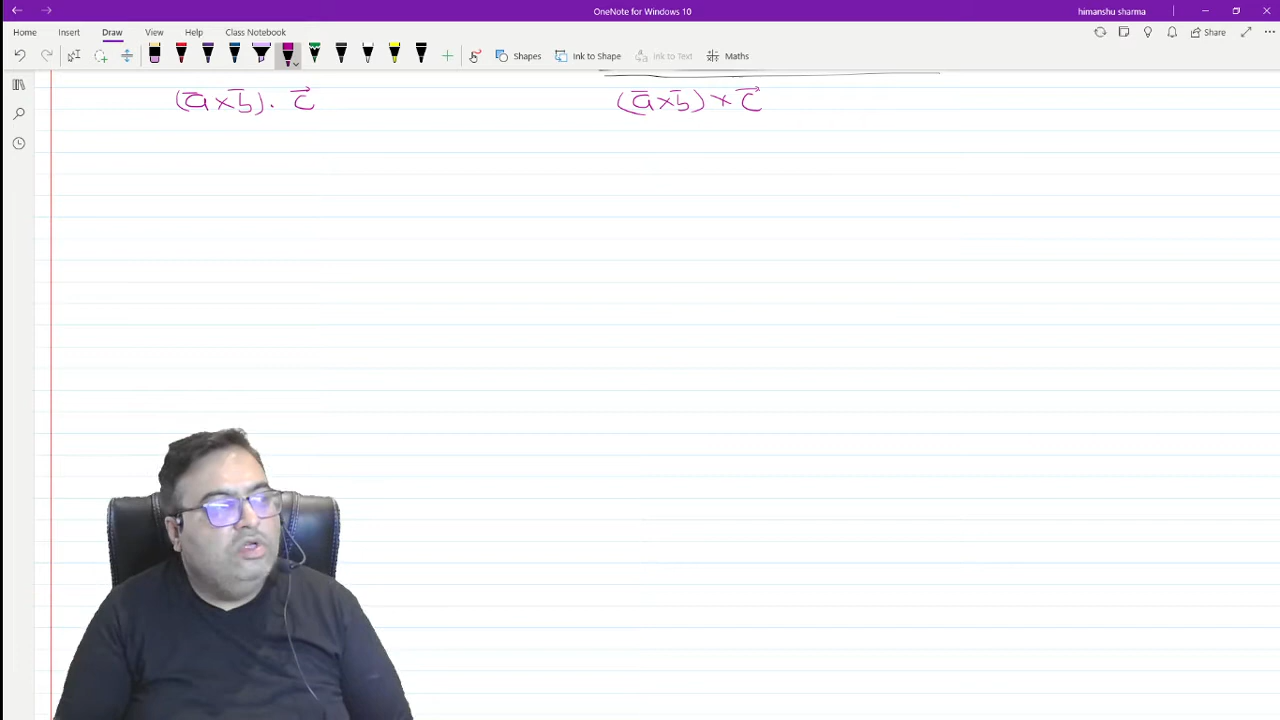 OneNote for Windows 10
himanshu sharma
Home Insert Draw View Help Class Notebook
Share
Shapes Ink to Shape Ink to Text Maths
(a̅×b̅). c⃗
(a̅×b̅)×c⃗